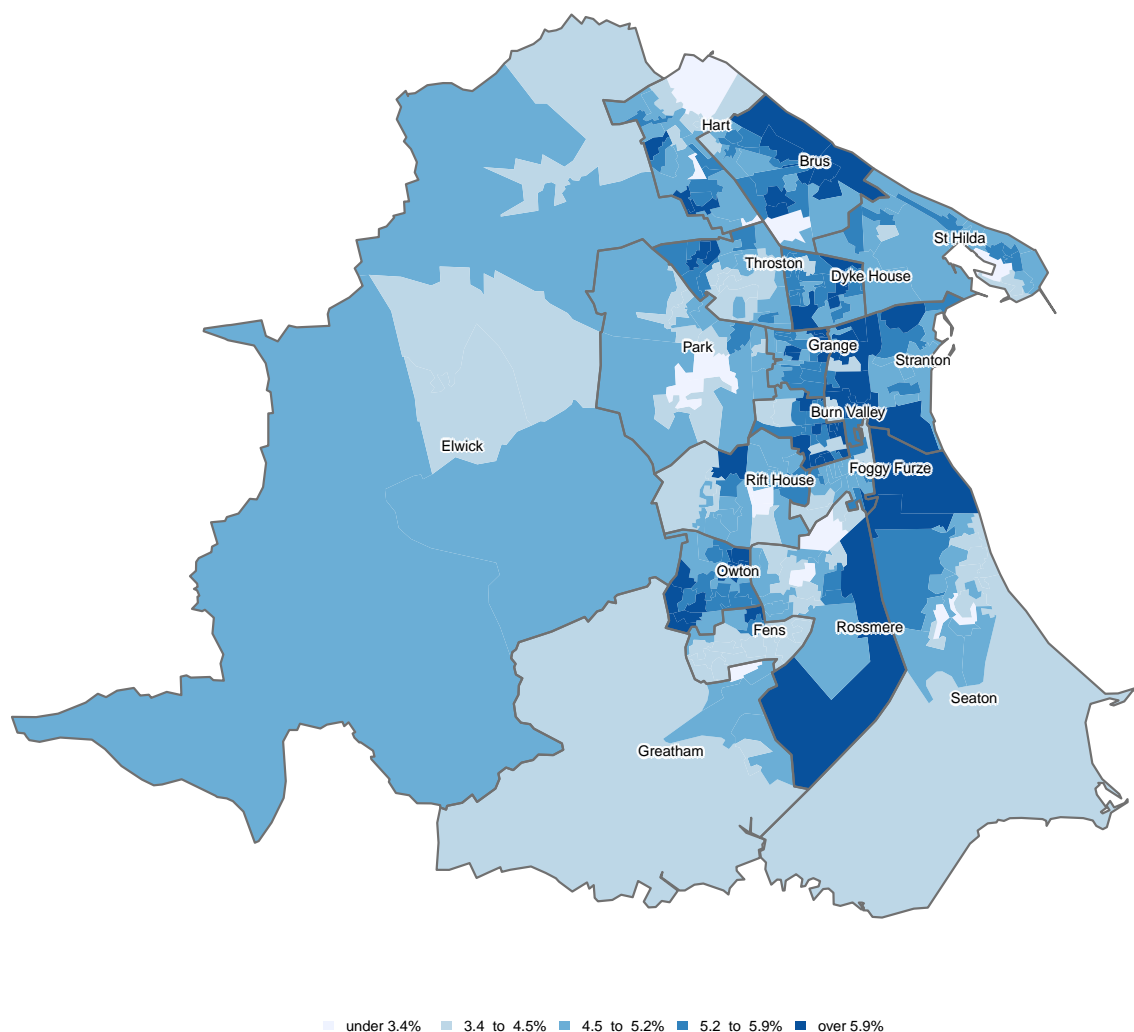 Hart
Brus
St Hilda
Throston
Dyke House
Park
Grange
Stranton
Burn Valley
Elwick
Foggy Furze
Rift House
Owton
Fens
Rossmere
Seaton
Greatham
under 3.4% 3.4 to 4.5% 4.5 to 5.2% 5.2 to 5.9% over 5.9%